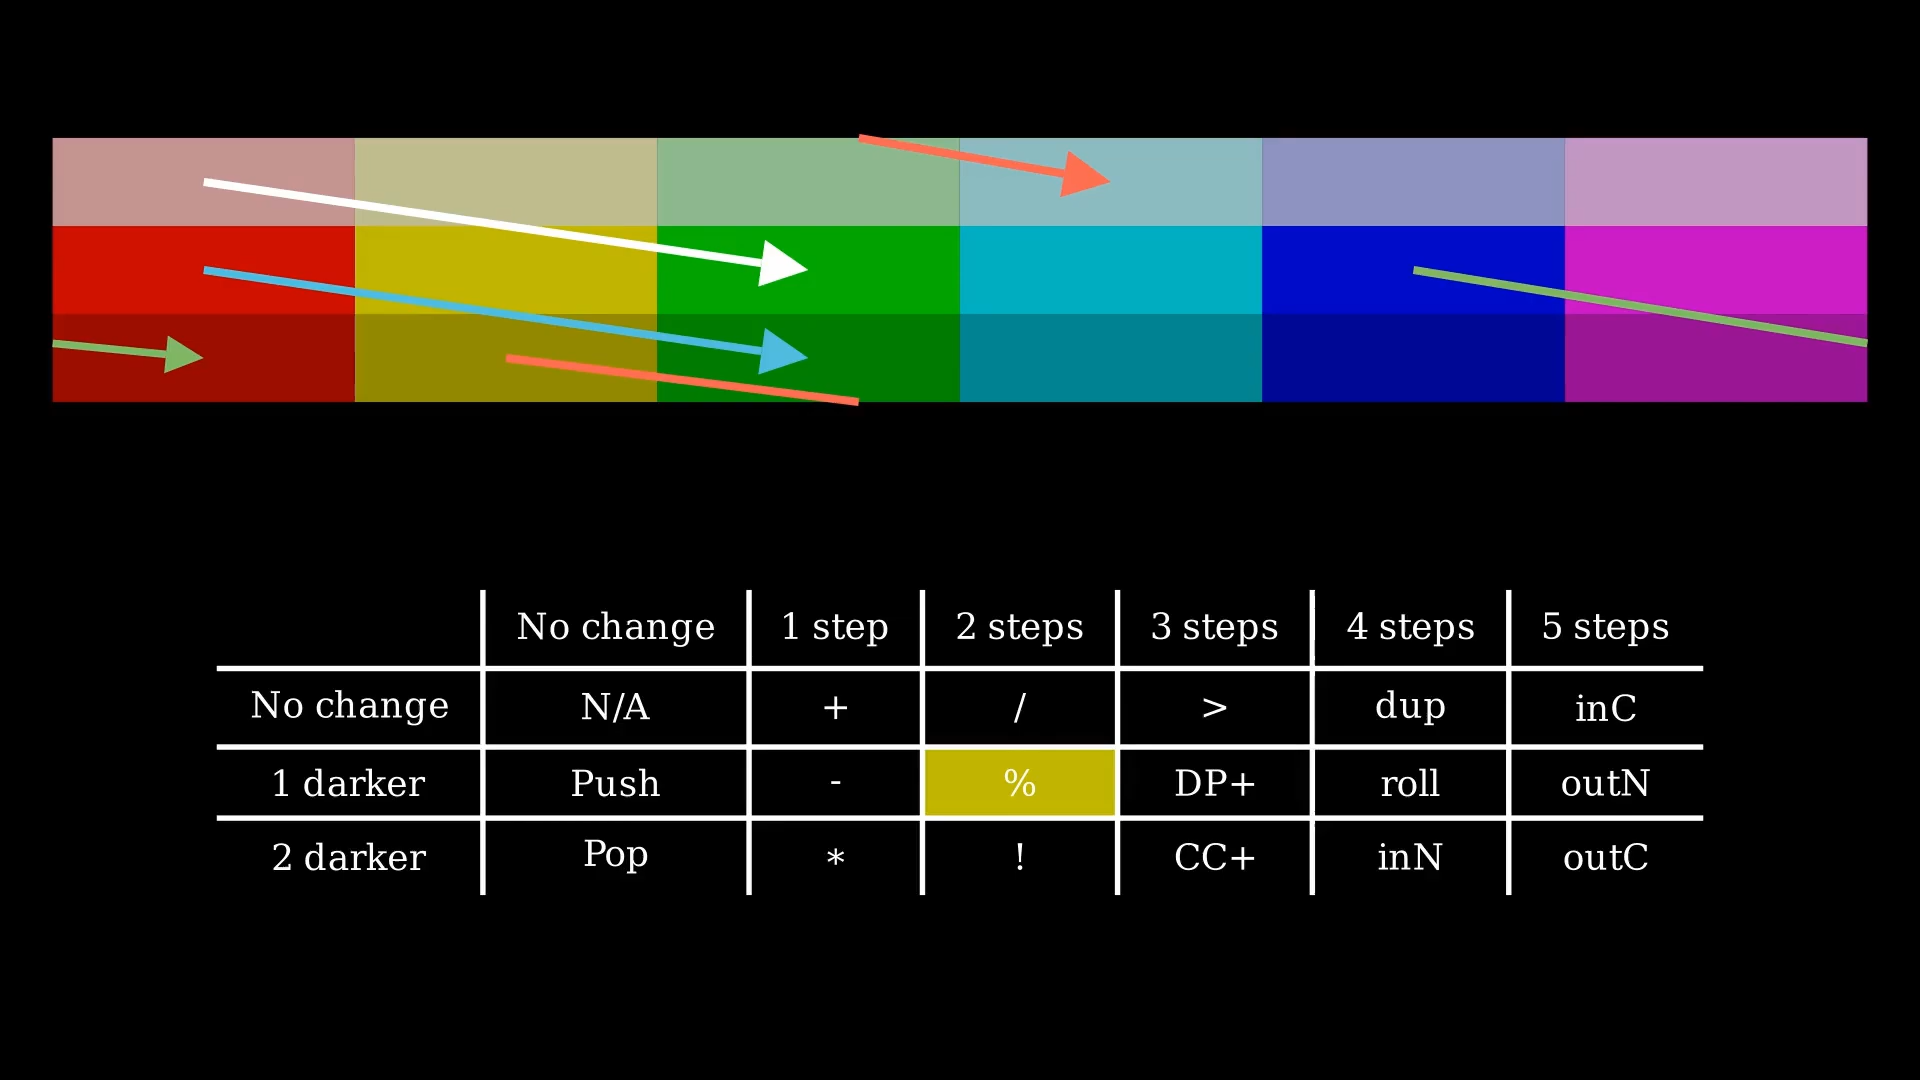 No change 1 step 2 steps 3 steps 4 steps 5 steps
No change N/A + / > dup inC
1 darker Push - % DP+ roll outN
2 darker Pop * ! CC+ inN outC